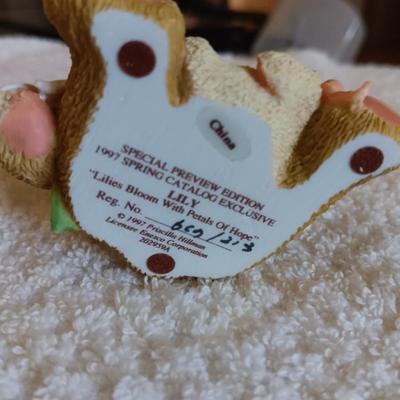 China
SPECIAL PREVIEW EDITION
1997 SPRING CATALOG EXCLUSIVE
LILY
"Lilies Bloom With Petals Of Hope"
Reg. No.
© 1997 Priscilla Hillman
Licensee Enesco Corporation
202959A